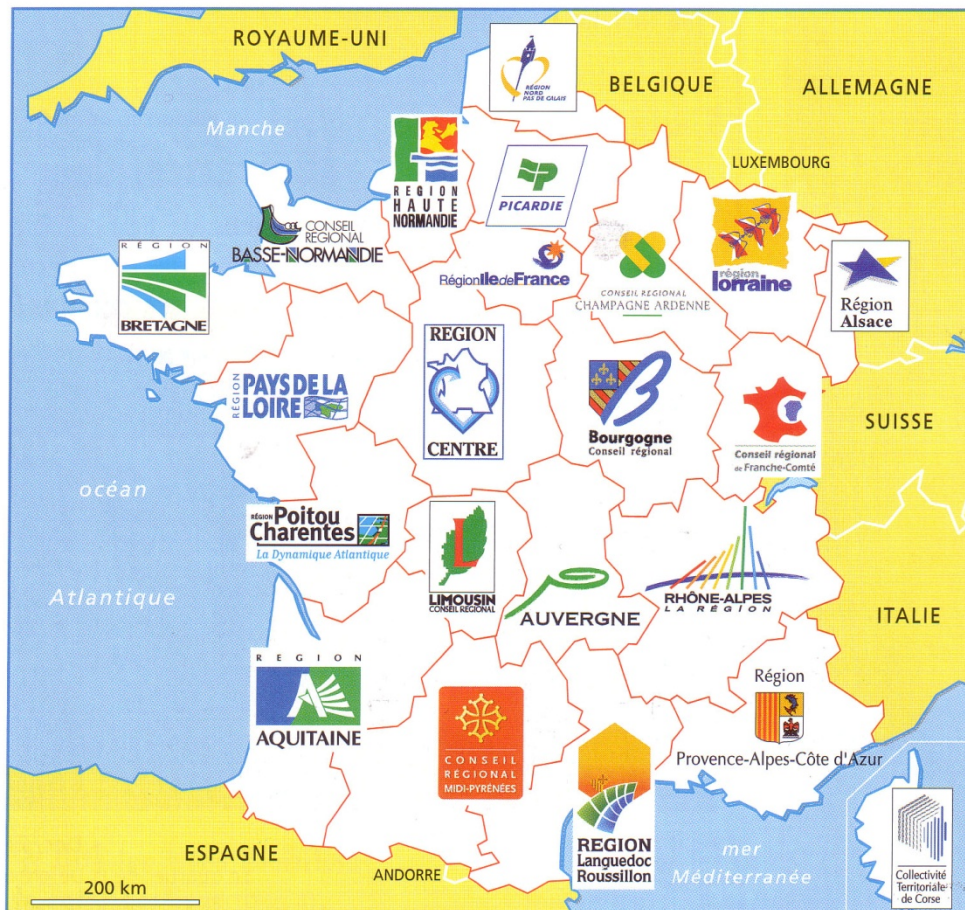 ROYAUME-UNI
RÉGION
NORD
PAS DE CALAIS
BELGIQUE
ALLEMAGNE
Manche
LUXEMBOURG
REGION
HAUTE
NORMANDIE
PICARDIE
CONSEIL
REGIONAL
BASSE-NORMANDIE
RÉGION
BRETAGNE
RégionIledeFrance
CONSEIL REGIONAL
CHAMPAGNE ARDENNE
région
lorraine
Région
Alsace
RÉGION
PAYS DE LA
LOIRE
REGION
CENTRE
B
Bourgogne
Conseil régional
Conseil régional
de Franche-Comté
SUISSE
océan
Atlantique
RÉGION Poitou
Charentes
La Dynamique Atlantique
L
LIMOUSIN
CONSEIL REGIONAL
AUVERGNE
RHÔNE-ALPES
LA RÉGION
ITALIE
REGION
A
AQUITAINE
CONSEIL
RÉGIONAL
MIDI-PYRÉNÉES
Région
Provence-Alpes-Côte d'Azur
REGION
Languedoc
Roussillon
mer
Méditerranée
Collectivité
Territoriale
de Corse
ESPAGNE
ANDORRE
200 km